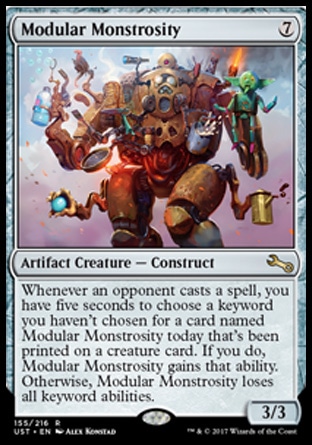 Modular Monstrosity 7
Artifact Creature — Construct
Whenever an opponent casts a spell, you
have five seconds to choose a keyword
you haven't chosen for a card named
Modular Monstrosity today that's been
printed on a creature card. If you do,
Modular Monstrosity gains that ability.
Otherwise, Modular Monstrosity loses
all keyword abilities.
3/3
155/216 R
UST • EN Alex Konstad
™ & © 2017 Wizards of the Coast